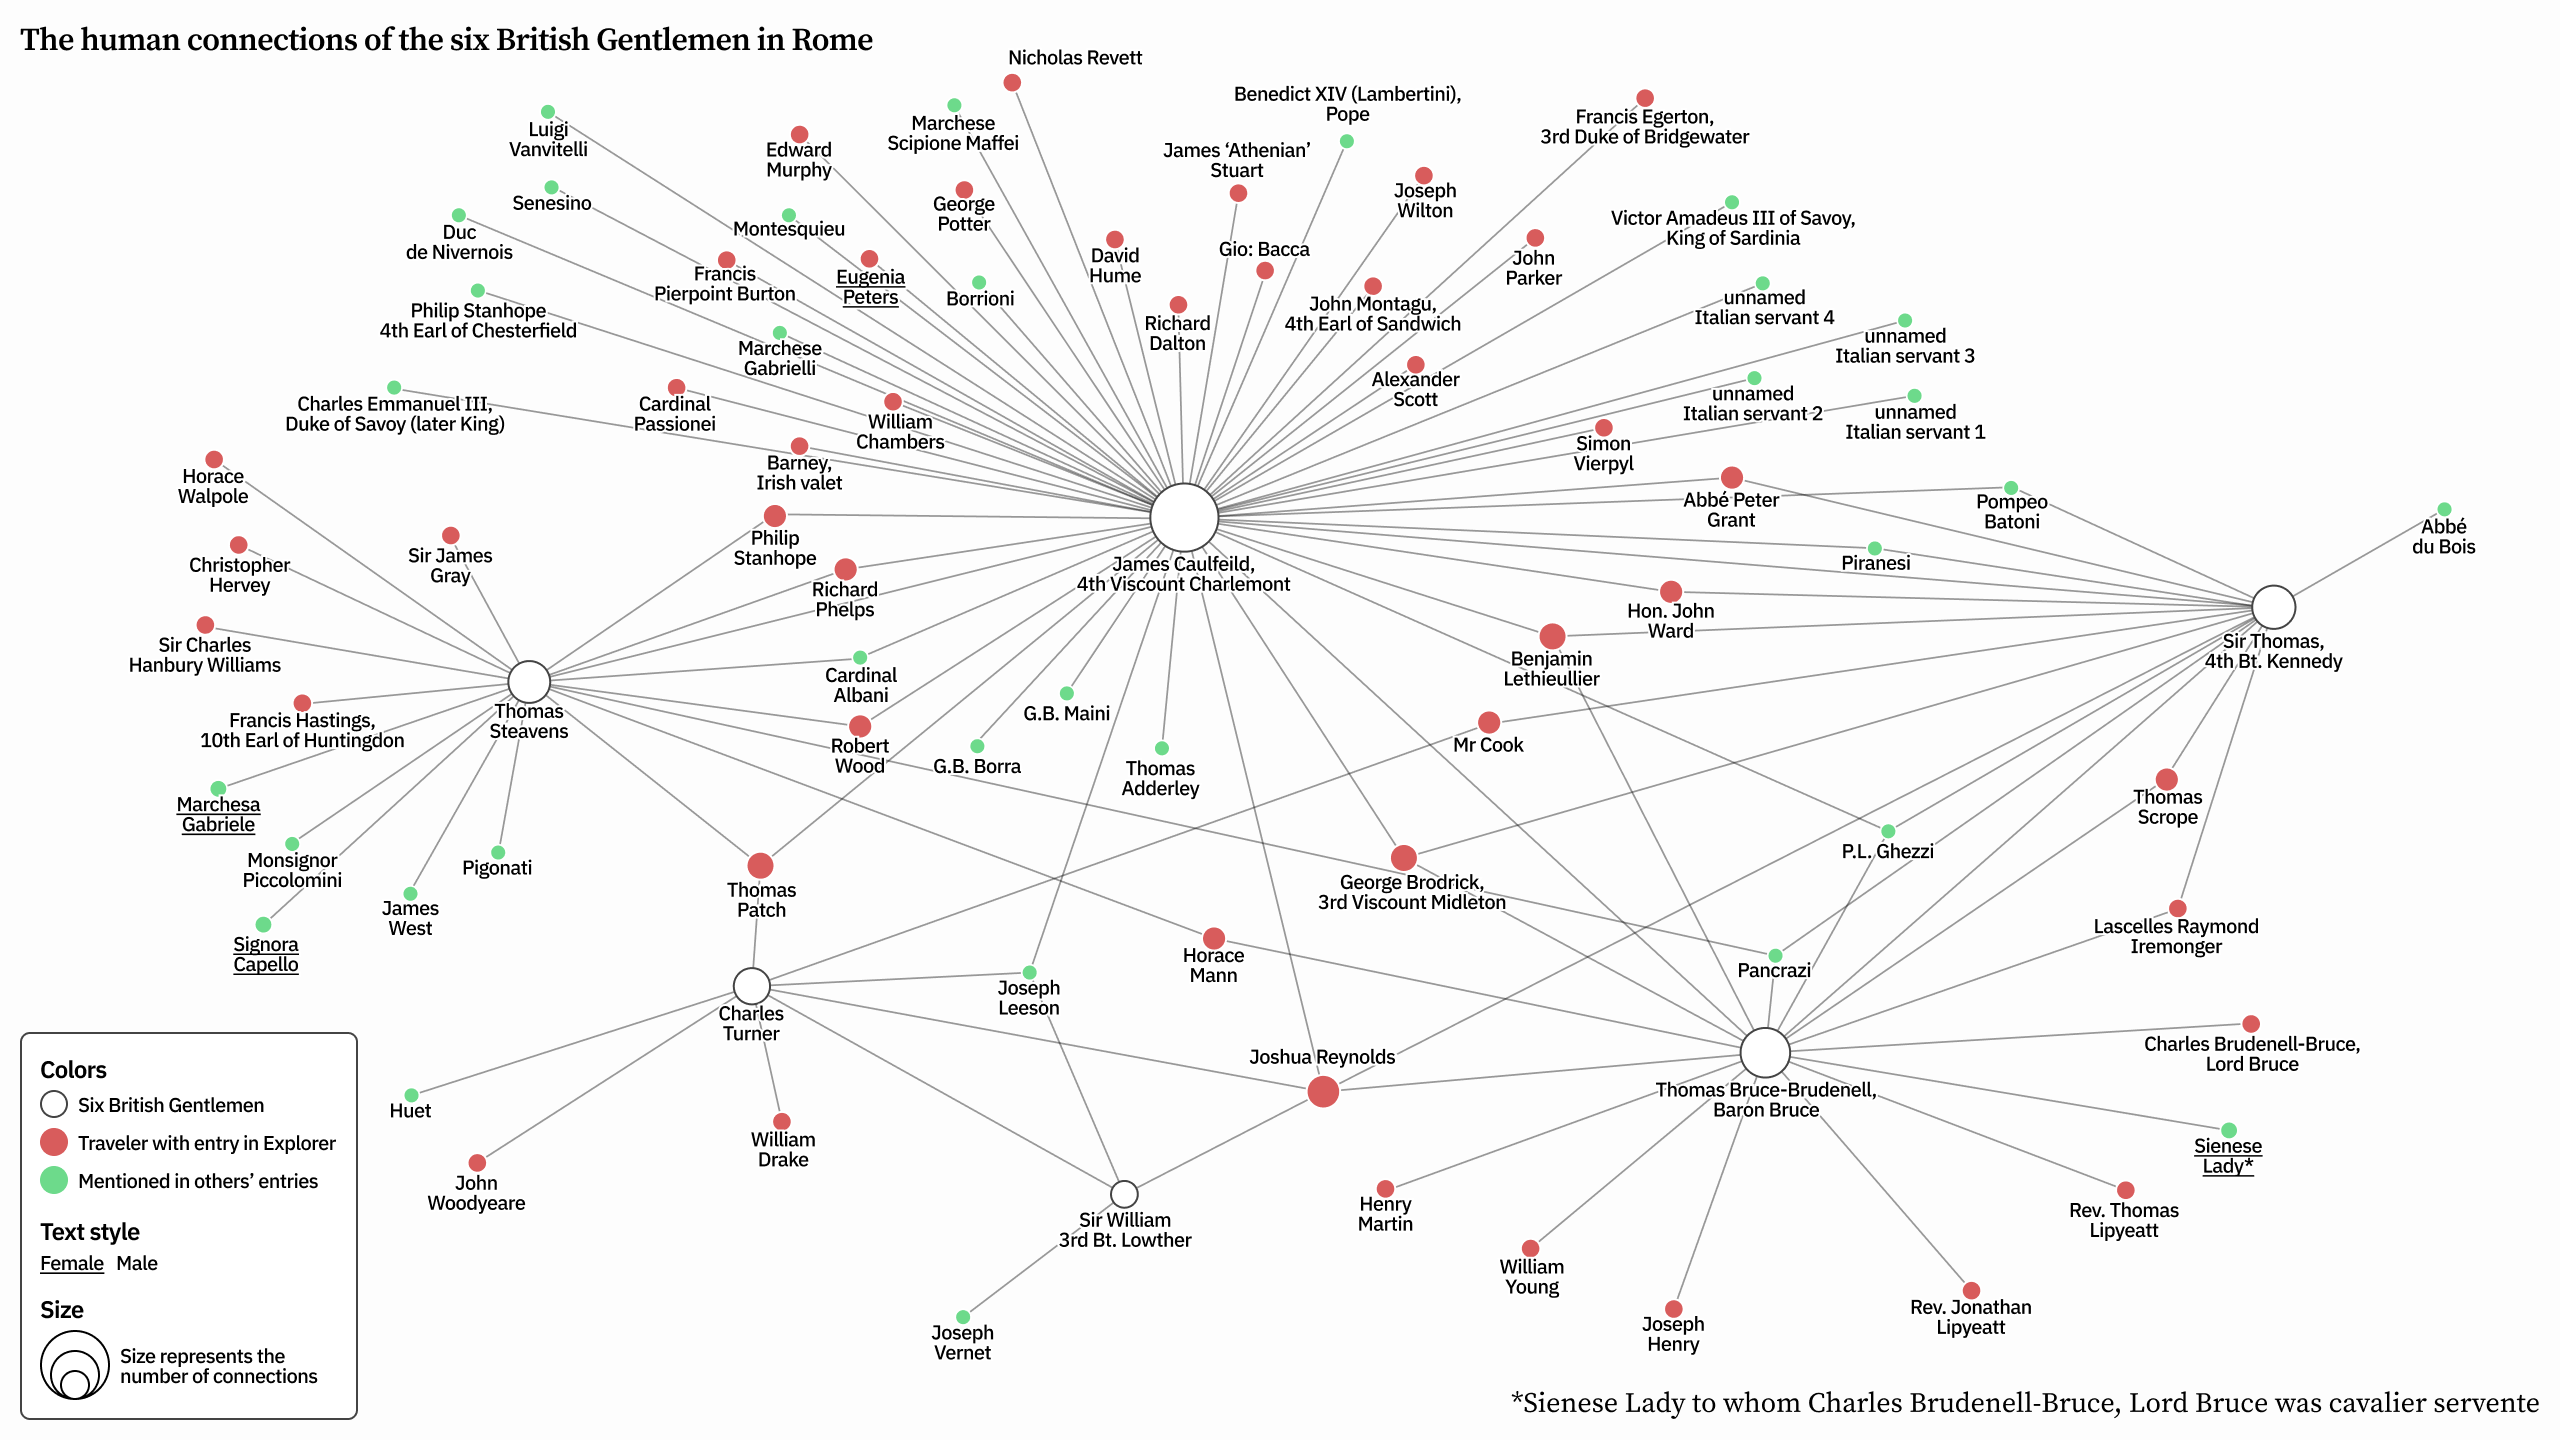 The human connections of the six British Gentlemen in Rome
Nicholas Revett
Benedict XIV (Lambertini),
Pope
Marchese
Scipione Maffei
Francis Egerton,
3rd Duke of Bridgewater
Luigi
Vanvitelli
Edward
Murphy
James ‘Athenian’
Stuart
Joseph
Wilton
Senesino
George
Potter
Montesquieu
Victor Amadeus III of Savoy,
King of Sardinia
Duc
de Nivernois
David
Hume
Gio: Bacca
John
Parker
Francis
Pierpoint Burton
Eugenia
Peters
Borrioni
John Montagu,
4th Earl of Sandwich
unnamed
Italian servant 4
Philip Stanhope
4th Earl of Chesterfield
Richard
Dalton
unnamed
Italian servant 3
Marchese
Gabrielli
Alexander
Scott
unnamed
Italian servant 2
unnamed
Italian servant 1
Charles Emmanuel III,
Duke of Savoy (later King)
Cardinal
Passionei
William
Chambers
Simon
Vierpyl
Barney,
Irish valet
Horace
Walpole
Abbé Peter
Grant
Pompeo
Batoni
Abbé
du Bois
Philip
Stanhope
Sir James
Gray
Christopher
Hervey
James Caulfeild,
4th Viscount Charlemont
Piranesi
Richard
Phelps
Hon. John
Ward
Sir Charles
Hanbury Williams
Sir Thomas,
4th Bt. Kennedy
Benjamin
Lethieullier
Cardinal
Albani
Thomas
Steavens
G.B. Maini
Francis Hastings,
10th Earl of Huntingdon
Robert
Wood
G.B. Borra
Thomas
Adderley
Mr Cook
Marchesa
Gabriele
Thomas
Scrope
Monsignor
Piccolomini
Pigonati
P.L. Ghezzi
Thomas
Patch
George Brodrick,
3rd Viscount Midleton
James
West
Lascelles Raymond
Iremonger
Signora
Capello
Horace
Mann
Pancrazi
Joseph
Leeson
Charles
Turner
Charles Brudenell-Bruce,
Lord Bruce
Joshua Reynolds
Thomas Bruce-Brudenell,
Baron Bruce
Huet
William
Drake
Sienese
Lady*
John
Woodyeare
Henry
Martin
Rev. Thomas
Lipyeatt
Sir William
3rd Bt. Lowther
William
Young
Rev. Jonathan
Lipyeatt
Joseph
Henry
Joseph
Vernet
Colors
Six British Gentlemen
Traveler with entry in Explorer
Mentioned in others’ entries
Text style
Female Male
Size
Size represents the
number of connections
*Sienese Lady to whom Charles Brudenell-Bruce, Lord Bruce was cavalier servente